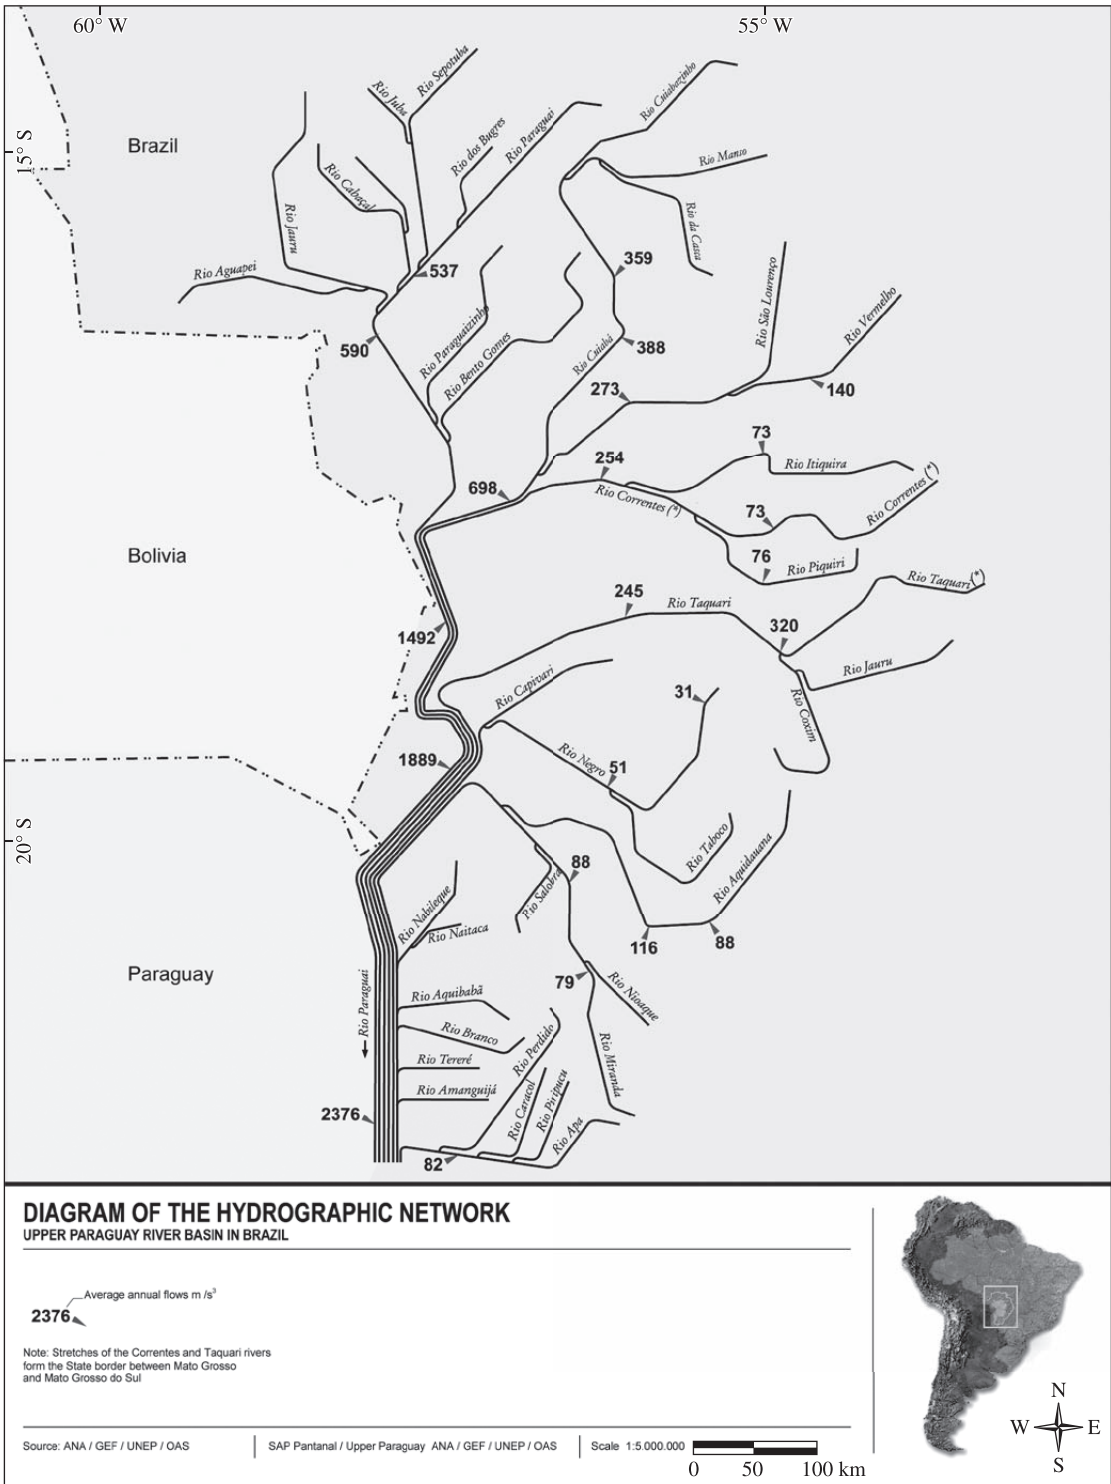 60° W
55° W
15° S
20° S
Brazil
Bolivia
Paraguay
Rio Juba
Rio Sepotuba
Rio dos Bugres
Rio Paraguai
Rio Cuiabazinho
Rio Manso
Rio da Casca
Rio Cabaçal
Rio Jauru
Rio Aguapei
537
359
590
Rio Paraguaizinho
Rio Bento Gomes
Rio Cuiabá
388
Rio São Lourenço
Rio Vermelho
273
140
73
254
Rio Itiquira
Rio Correntes (*)
698
Rio Correntes (*)
73
76
Rio Piquiri
245
Rio Taquari
Rio Taquari(*)
320
1492
Rio Capivari
31
Rio Jauru
Rio Coxim
Rio Negro
51
1889
Rio Taboco
Rio Aquidauana
88
Rio Salobra
116
88
Rio Nabileque
Rio Naitaca
79
Rio Nioaque
Rio Paraguai
Rio Aquibabã
Rio Branco
Rio Perdido
Rio Miranda
Rio Tereré
Rio Amanguijá
Rio Caracol
Rio Piripucu
Rio Apa
2376
82
DIAGRAM OF THE HYDROGRAPHIC NETWORK
UPPER PARAGUAY RIVER BASIN IN BRAZIL
Average annual flows m /s³
2376
Note: Stretches of the Correntes and Taquari rivers
form the State border between Mato Grosso
and Mato Grosso do Sul
Source: ANA / GEF / UNEP / OAS
SAP Pantanal / Upper Paraguay ANA / GEF / UNEP / OAS
Scale 1:5.000.000
0 50 100 km
N
W E
S